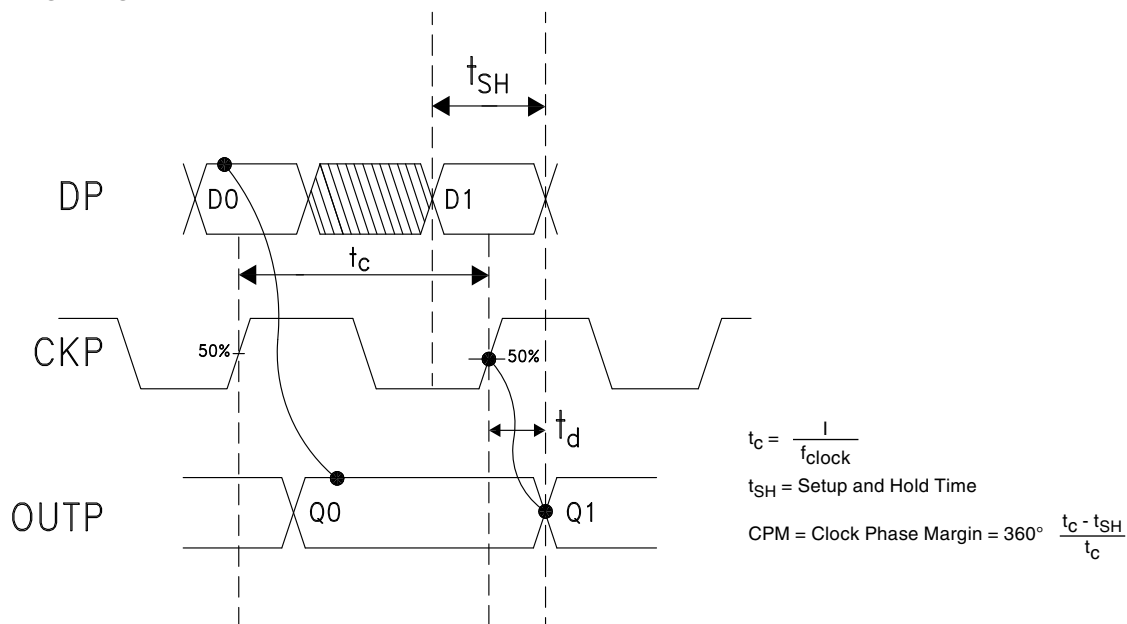 tSH
DP
D0
D1
tc
CKP
50%
50%
td
OUTP
Q0
Q1
tc = I / fclock
tSH = Setup and Hold Time
CPM = Clock Phase Margin = 360° tc - tSH / tc